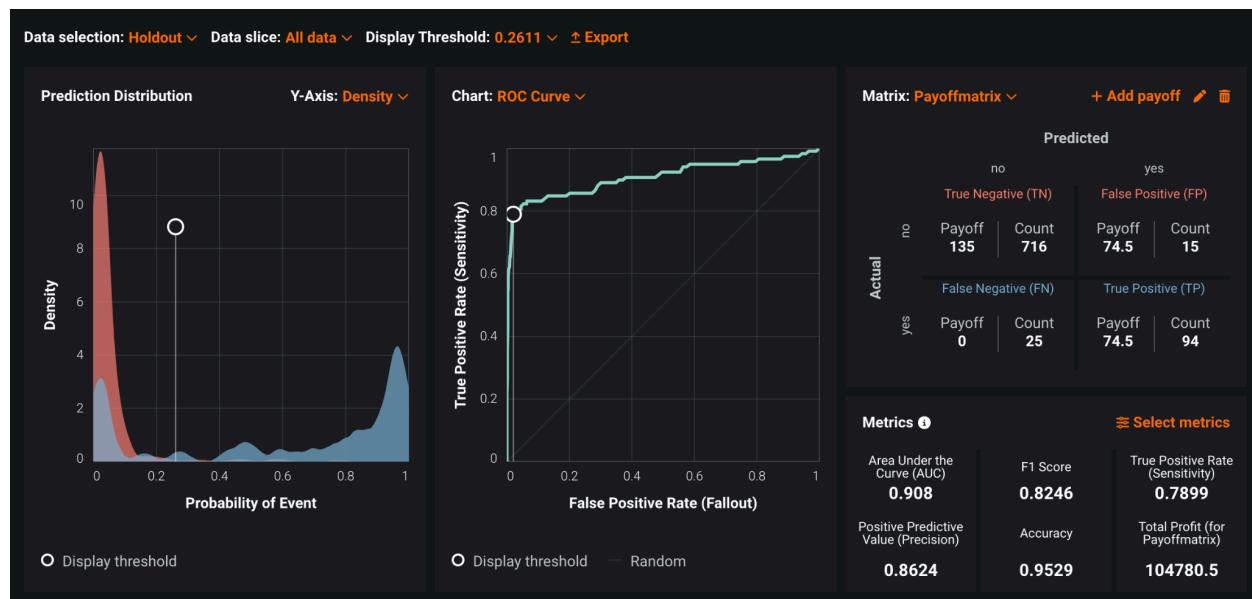 Data selection: Holdout Data slice: All data Display Threshold: 0.2611 Export
Prediction Distribution Y-Axis: Density
Density
10
8
6
4
2
0
0 0.2 0.4 0.6 0.8 1
Probability of Event
Display threshold
Chart: ROC Curve
True Positive Rate (Sensitivity)
1
0.8
0.6
0.4
0.2
0
0 0.2 0.4 0.6 0.8 1
False Positive Rate (Fallout)
Display threshold Random
Matrix: Payoffmatrix + Add payoff
Predicted
no yes
Actual
no
True Negative (TN) False Positive (FP)
Payoff Count Payoff Count
135 716 74.5 15
yes
False Negative (FN) True Positive (TP)
Payoff Count Payoff Count
0 25 74.5 94
Metrics i Select metrics
Area Under the
Curve (AUC)
0.908
F1 Score
0.8246
True Positive Rate
(Sensitivity)
0.7899
Positive Predictive
Value (Precision)
0.8624
Accuracy
0.9529
Total Profit (for
Payoffmatrix)
104780.5